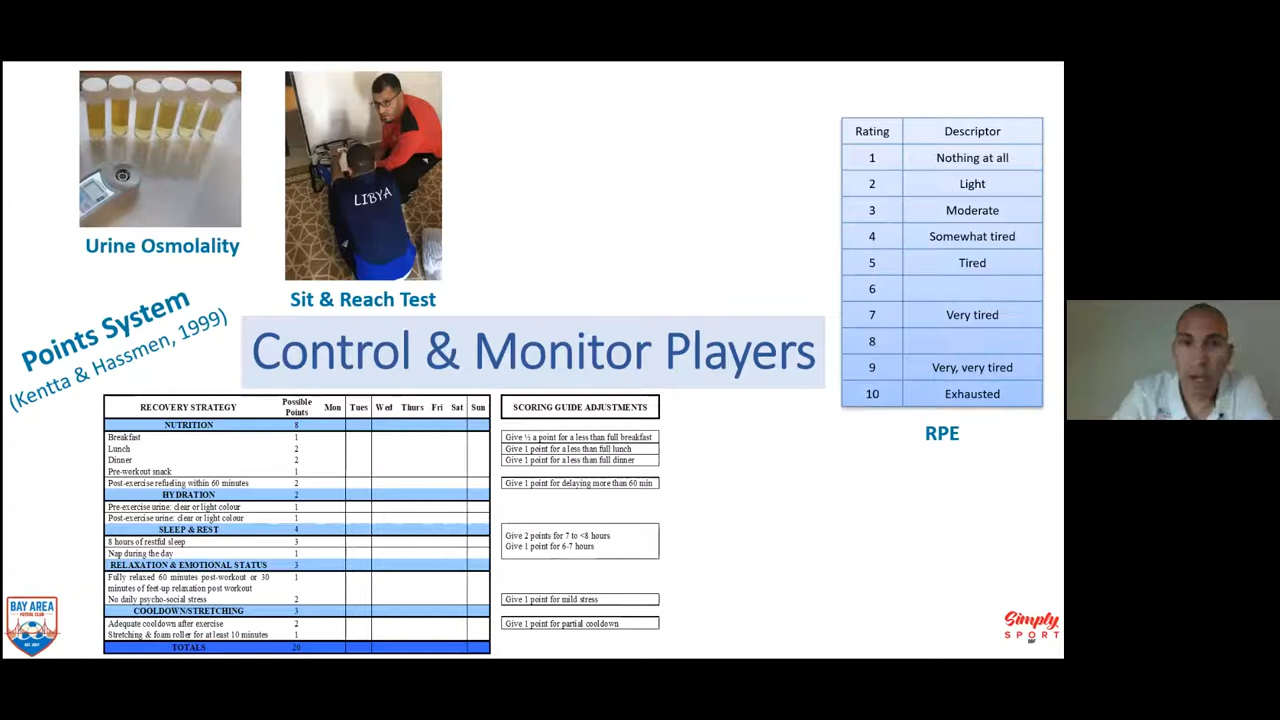 LIBYA
Urine Osmolality
Sit & Reach Test
Points System
(Kentta & Hassmen, 1999)
Control & Monitor Players
Rating Descriptor
1 Nothing at all
2 Light
3 Moderate
4 Somewhat tired
5 Tired
6
7 Very tired
8
9 Very, very tired
10 Exhausted
RPE
RECOVERY STRATEGY Possible Points Mon Tues Wed Thurs Fri Sat Sun
NUTRITION 8
Breakfast 1
Lunch 2
Dinner 2
Pre-workout snack 1
Post-exercise refueling within 60 minutes 2
HYDRATION 2
Pre-exercise urine: clear or light colour 1
Post-exercise urine: clear or light colour 1
SLEEP & REST 4
8 hours of restful sleep 3
Nap during the day 1
RELAXATION & EMOTIONAL STATUS 3
Fully relaxed 60 minutes post-workout or 30 1
minutes of feet-up relaxation post workout
No daily psycho-social stress 2
COOLDOWN/STRETCHING 3
Adequate cooldown after exercise 2
Stretching & foam roller for at least 10 minutes 1
TOTALS 20
SCORING GUIDE ADJUSTMENTS
Give ½ a point for a less than full breakfast
Give 1 point for a less than full lunch
Give 1 point for a less than full dinner
Give 1 point for delaying more than 60 min
Give 2 points for 7 to <8 hours
Give 1 point for 6-7 hours
Give 1 point for mild stress
Give 1 point for partial cooldown
BAY AREA
Simply
SPORT